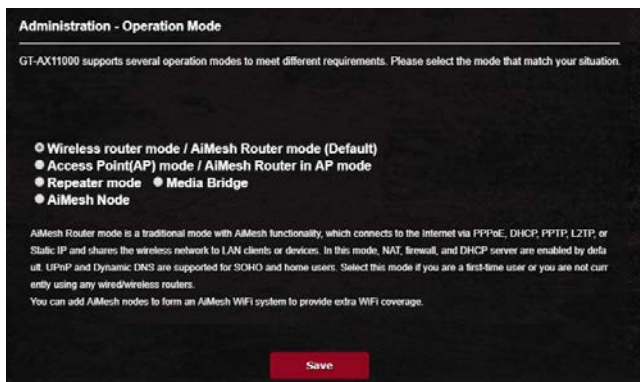 Administration - Operation Mode
GT-AX11000 supports several operation modes to meet different requirements. Please select the mode that match your situation.
Wireless router mode / AiMesh Router mode (Default)
Access Point(AP) mode / AiMesh Router in AP mode
Repeater mode Media Bridge
AiMesh Node
AiMesh Router mode is a traditional mode with AiMesh functionality, which connects to the Internet via PPPoE, DHCP, PPTP, L2TP, or
Static IP and shares the wireless network to LAN clients or devices. In this mode, NAT, firewall, and DHCP server are enabled by defa
ult. UPnP and Dynamic DNS are supported for SOHO and home users. Select this mode if you are a first-time user or you are not curr
ently using any wired/wireless routers.
You can add AiMesh nodes to form an AiMesh WiFi system to provide extra WiFi coverage.
Save